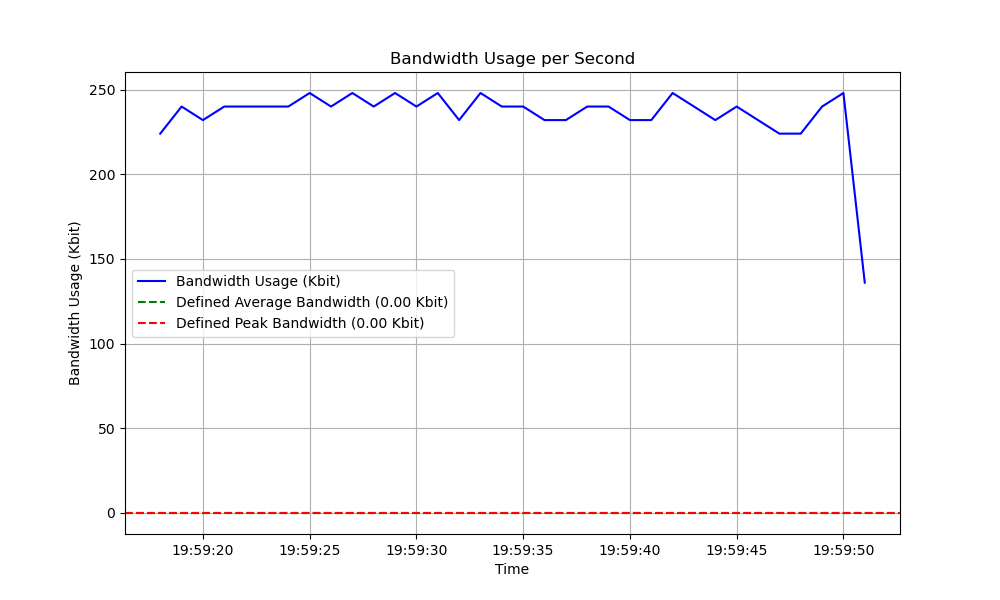 Bandwidth Usage per Second
Bandwidth Usage (Kbit)
250
200
150
100
50
0
Bandwidth Usage (Kbit)
Defined Average Bandwidth (0.00 Kbit)
Defined Peak Bandwidth (0.00 Kbit)
19:59:20 19:59:25 19:59:30 19:59:35 19:59:40 19:59:45 19:59:50
Time